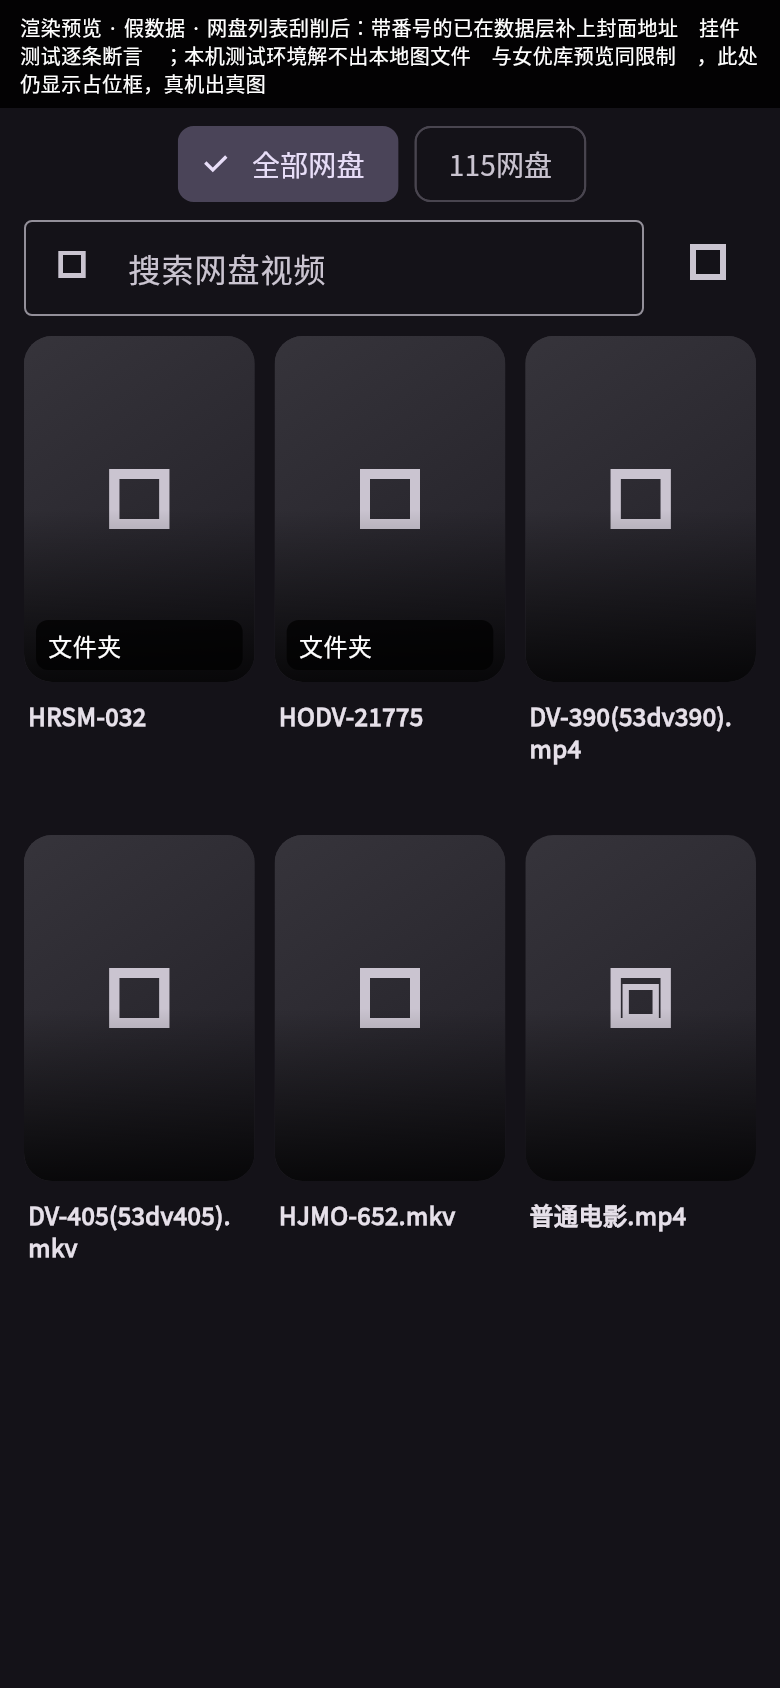 渲染预览 · 假数据 · 网盘列表刮削后：带番号的已在数据层补上封面地址 挂件
测试逐条断言 ；本机测试环境解不出本地图文件 与女优库预览同限制 ，此处
仍显示占位框，真机出真图
全部网盘
115网盘
搜索网盘视频
文件夹
文件夹
HRSM-032
HODV-21775
DV-390(53dv390).
mp4
DV-405(53dv405).
mkv
HJMO-652.mkv
普通电影.mp4